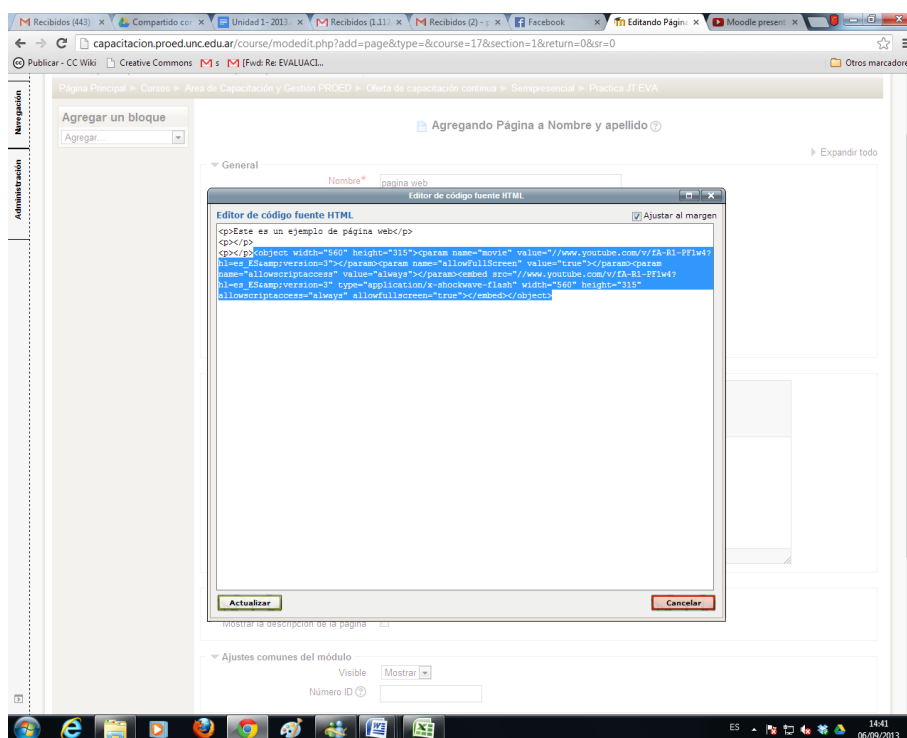 Recibidos (443)
Compartido cor
Unidad 1- 2013
Recibidos (1.117
Recibidos (2) - p
Facebook
Editando Página
Moodle present
capacitacion.proed.unc.edu.ar/course/modedit.php?add=page&type=&course=17&section=1&return=0&sr=0
Publicar - CC Wiki
Creative Commons
s
[Fwd: Re: EVALUACI...
Otros marcadore
Página Principal ► Cursos ► Area de Capacitación y Gestión PROED ► Oferta de capacitación continua ► Semipresencial ► Practica JT EVA
Navegación
Administración
Agregar un bloque
Agregar...
Agregando Página a Nombre y apellido
Expandir todo
General
Nombre*
pagina web
Editor de código fuente HTML
Editor de código fuente HTML
Ajustar al margen
<p>Este es un ejemplo de página web</p>
<p></p>
<p></p><object width="560" height="315"><param name="movie" value="//www.youtube.com/v/fA-R1-PF1w4?
hl=es_ES&amp;version=3"></param><param name="allowFullScreen" value="true"></param><param
name="allowscriptaccess" value="always"></param><embed src="//www.youtube.com/v/fA-R1-PF1w4?
hl=es_ES&amp;version=3" type="application/x-shockwave-flash" width="560" height="315"
allowscriptaccess="always" allowfullscreen="true"></embed></object>
Actualizar
Cancelar
Mostrar la descripción de la página
Ajustes comunes del módulo
Visible
Mostrar
Número ID
ES
14:41
06/09/2013